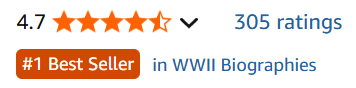 4.7 305 ratings
#1 Best Seller in WWII Biographies